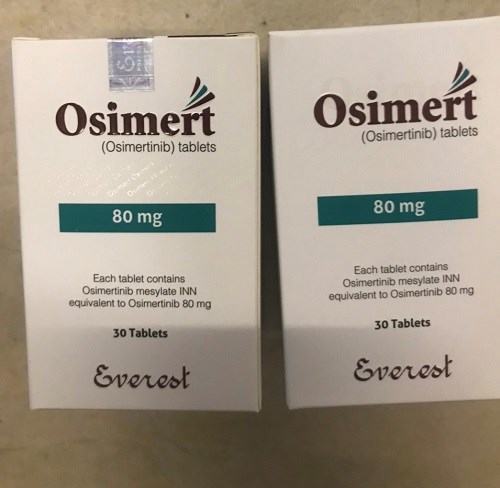 Osimert
(Osimertinib) tablets
80 mg
Each tablet contains
Osimertinib mesylate INN
equivalent to Osimertinib 80 mg
30 Tablets
Everest
Osimert
(Osimertinib) tablets
80 mg
Each tablet contains
Osimertinib mesylate INN
equivalent to Osimertinib 80 mg
30 Tablets
Everest